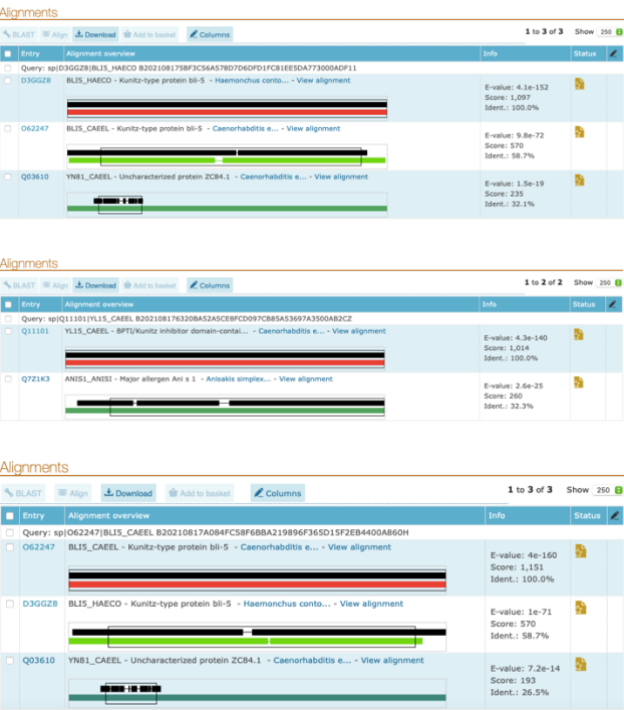 Alignments
BLAST Align Download Add to basket Columns 1 to 3 of 3 Show 250
Entry Alignment overview Info Status
Query: sp|D3GGZ8|BLI5_HAECO
D3GGZ8 BLI5_HAECO - Kunitz-type protein bli-5 - Haemonchus conto... - View alignment
E-value: 4.1e-152
Score: 1,097
Ident.: 100.0%
O62247 BLI5_CAEEL - Kunitz-type protein bli-5 - Caenorhabditis e... - View alignment
E-value: 9.8e-72
Score: 570
Ident.: 58.7%
Q03610 YN81_CAEEL - Uncharacterized protein ZC84.1 - Caenorhabditis e... - View alignment
E-value: 1.5e-19
Score: 235
Ident.: 32.1%
Alignments
BLAST Align Download Add to basket Columns 1 to 2 of 2 Show 250
Entry Alignment overview Info Status
Query: sp|Q11101|YL15_CAEEL
Q11101 YL15_CAEEL - BPTI/Kunitz inhibitor domain-contai... - Caenorhabditis e... - View alignment
E-value: 4.3e-140
Score: 1,014
Ident.: 100.0%
Q7Z1K3 ANIS1_ANISI - Major allergen Ani s 1 - Anisakis simplex... - View alignment
E-value: 2.6e-25
Score: 260
Ident.: 32.3%
Alignments
BLAST Align Download Add to basket Columns 1 to 3 of 3 Show 250
Entry Alignment overview Info Status
Query: sp|O62247|BLI5_CAEEL
O62247 BLI5_CAEEL - Kunitz-type protein bli-5 - Caenorhabditis e... - View alignment
E-value: 4e-160
Score: 1,151
Ident.: 100.0%
D3GGZ8 BLI5_HAECO - Kunitz-type protein bli-5 - Haemonchus conto... - View alignment
E-value: 1e-71
Score: 570
Ident.: 58.7%
Q03610 YN81_CAEEL - Uncharacterized protein ZC84.1 - Caenorhabditis e... - View alignment
E-value: 7.2e-14
Score: 193
Ident.: 26.5%